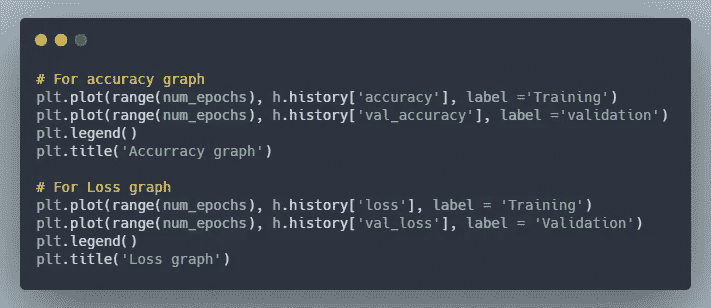 # For accuracy graph
plt.plot(range(num_epochs), h.history['accuracy'], label ='Training')
plt.plot(range(num_epochs), h.history['val_accuracy'], label ='validation')
plt.legend()
plt.title('Accurracy graph')
# For Loss graph
plt.plot(range(num_epochs), h.history['loss'], label = 'Training')
plt.plot(range(num_epochs), h.history['val_loss'], label = 'Validation')
plt.legend()
plt.title('Loss graph')